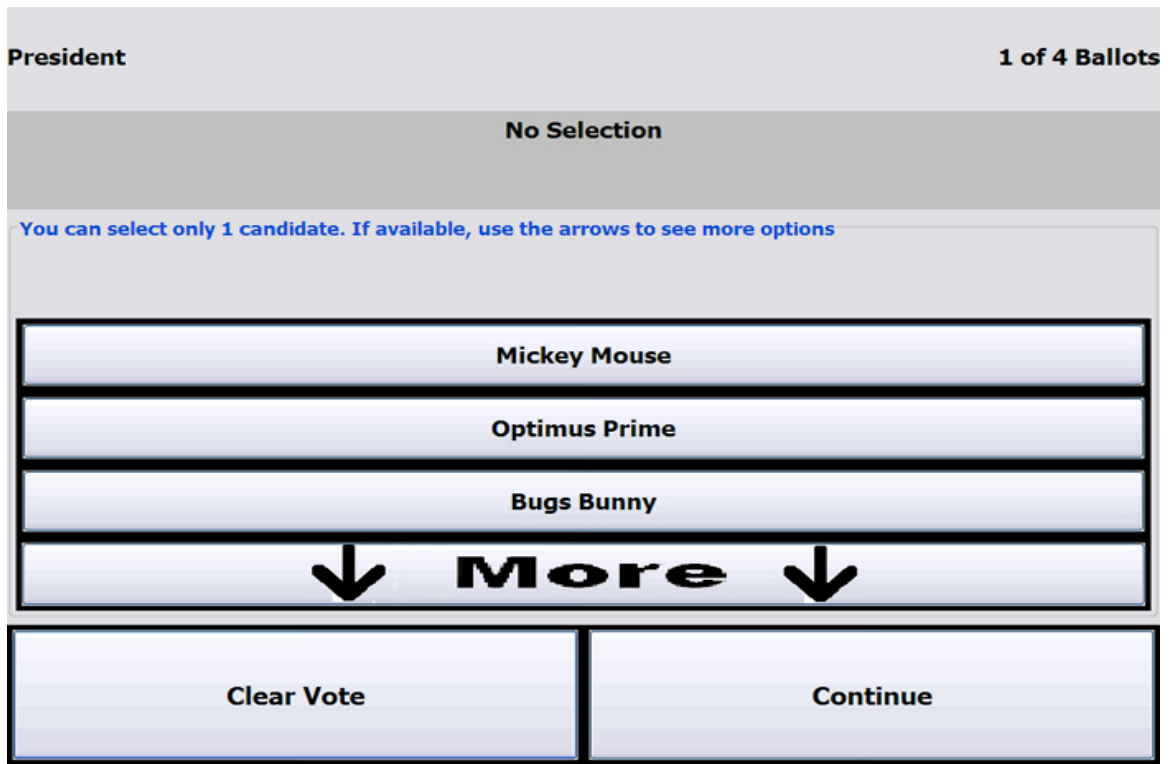 President
1 of 4 Ballots
No Selection
You can select only 1 candidate. If available, use the arrows to see more options
Mickey Mouse
Optimus Prime
Bugs Bunny
↓ More ↓
Clear Vote
Continue